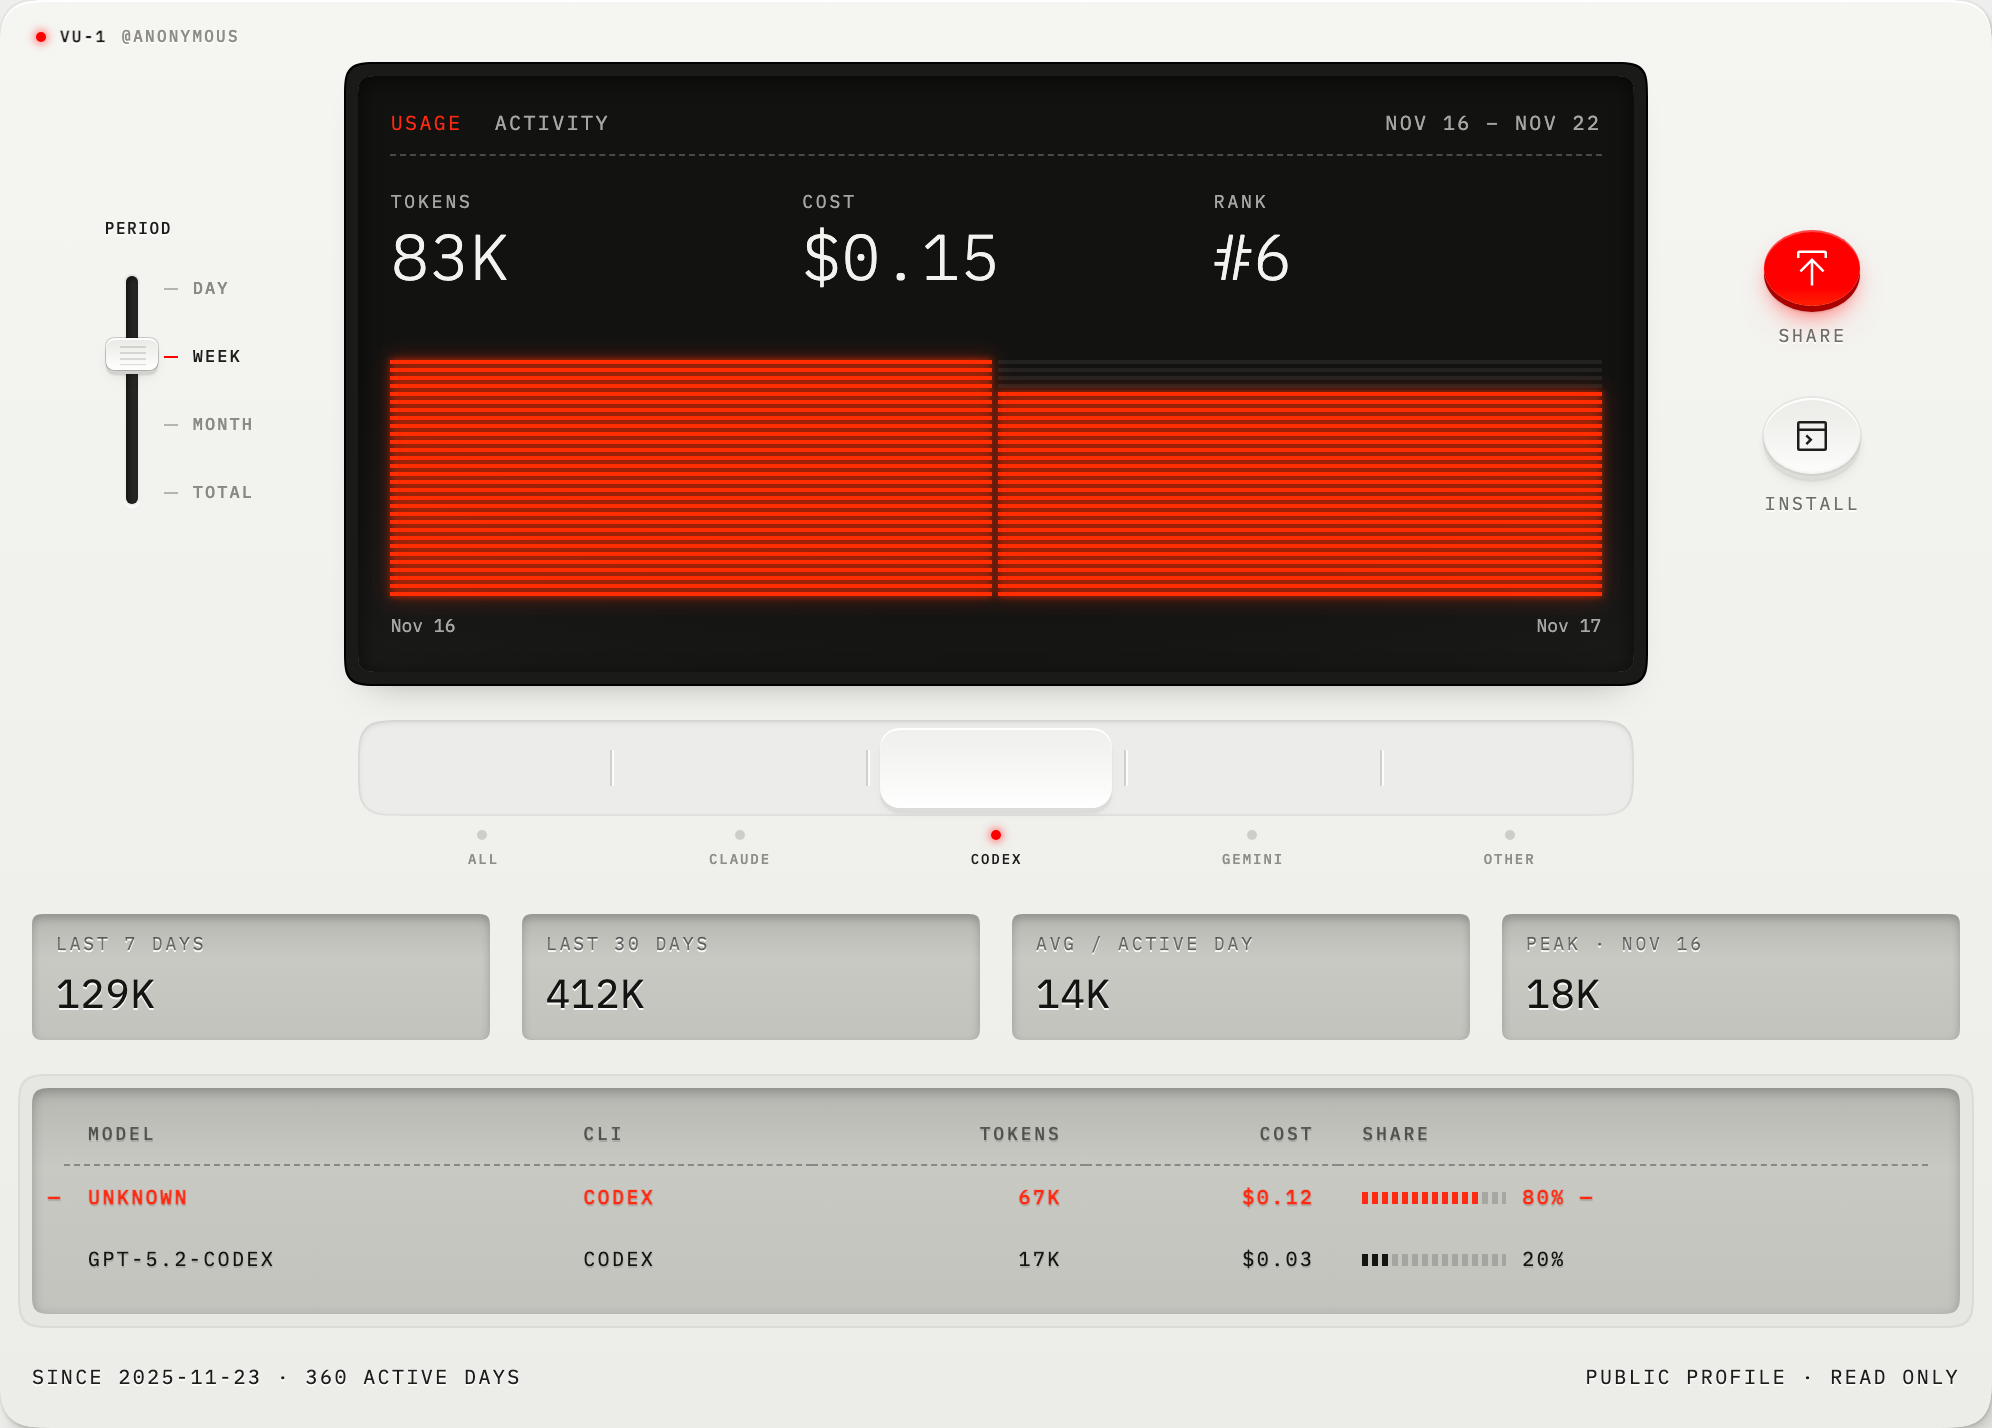 VU-1 @ANONYMOUS
USAGE ACTIVITY NOV 16 – NOV 22
TOKENS COST RANK
83K $0.15 #6
Nov 16 Nov 17
PERIOD
DAY
WEEK
MONTH
TOTAL
SHARE
INSTALL
ALL CLAUDE CODEX GEMINI OTHER
LAST 7 DAYS
129K
LAST 30 DAYS
412K
AVG / ACTIVE DAY
14K
PEAK · NOV 16
18K
MODEL CLI TOKENS COST SHARE
— UNKNOWN CODEX 67K $0.12 80% —
GPT-5.2-CODEX CODEX 17K $0.03 20%
SINCE 2025-11-23 · 360 ACTIVE DAYS
PUBLIC PROFILE · READ ONLY